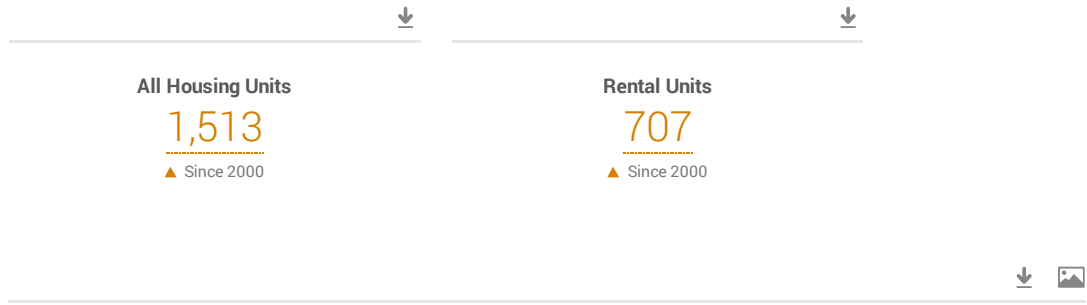 All Housing Units
1,513
▲ Since 2000
Rental Units
707
▲ Since 2000